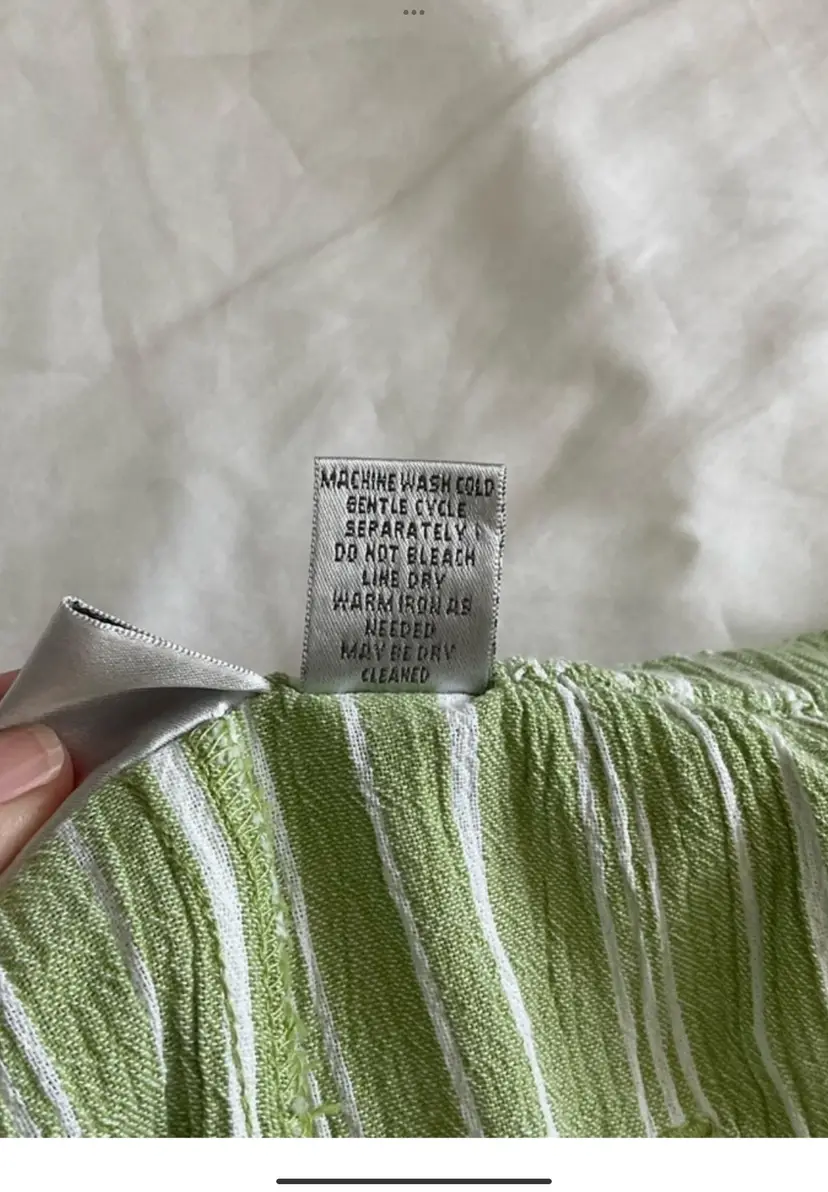 MACHINE WASH COLD
GENTLE CYCLE
SEPARATELY
DO NOT BLEACH
LINE DRY
WARM IRON AS
NEEDED
MAY BE DRY
CLEANED